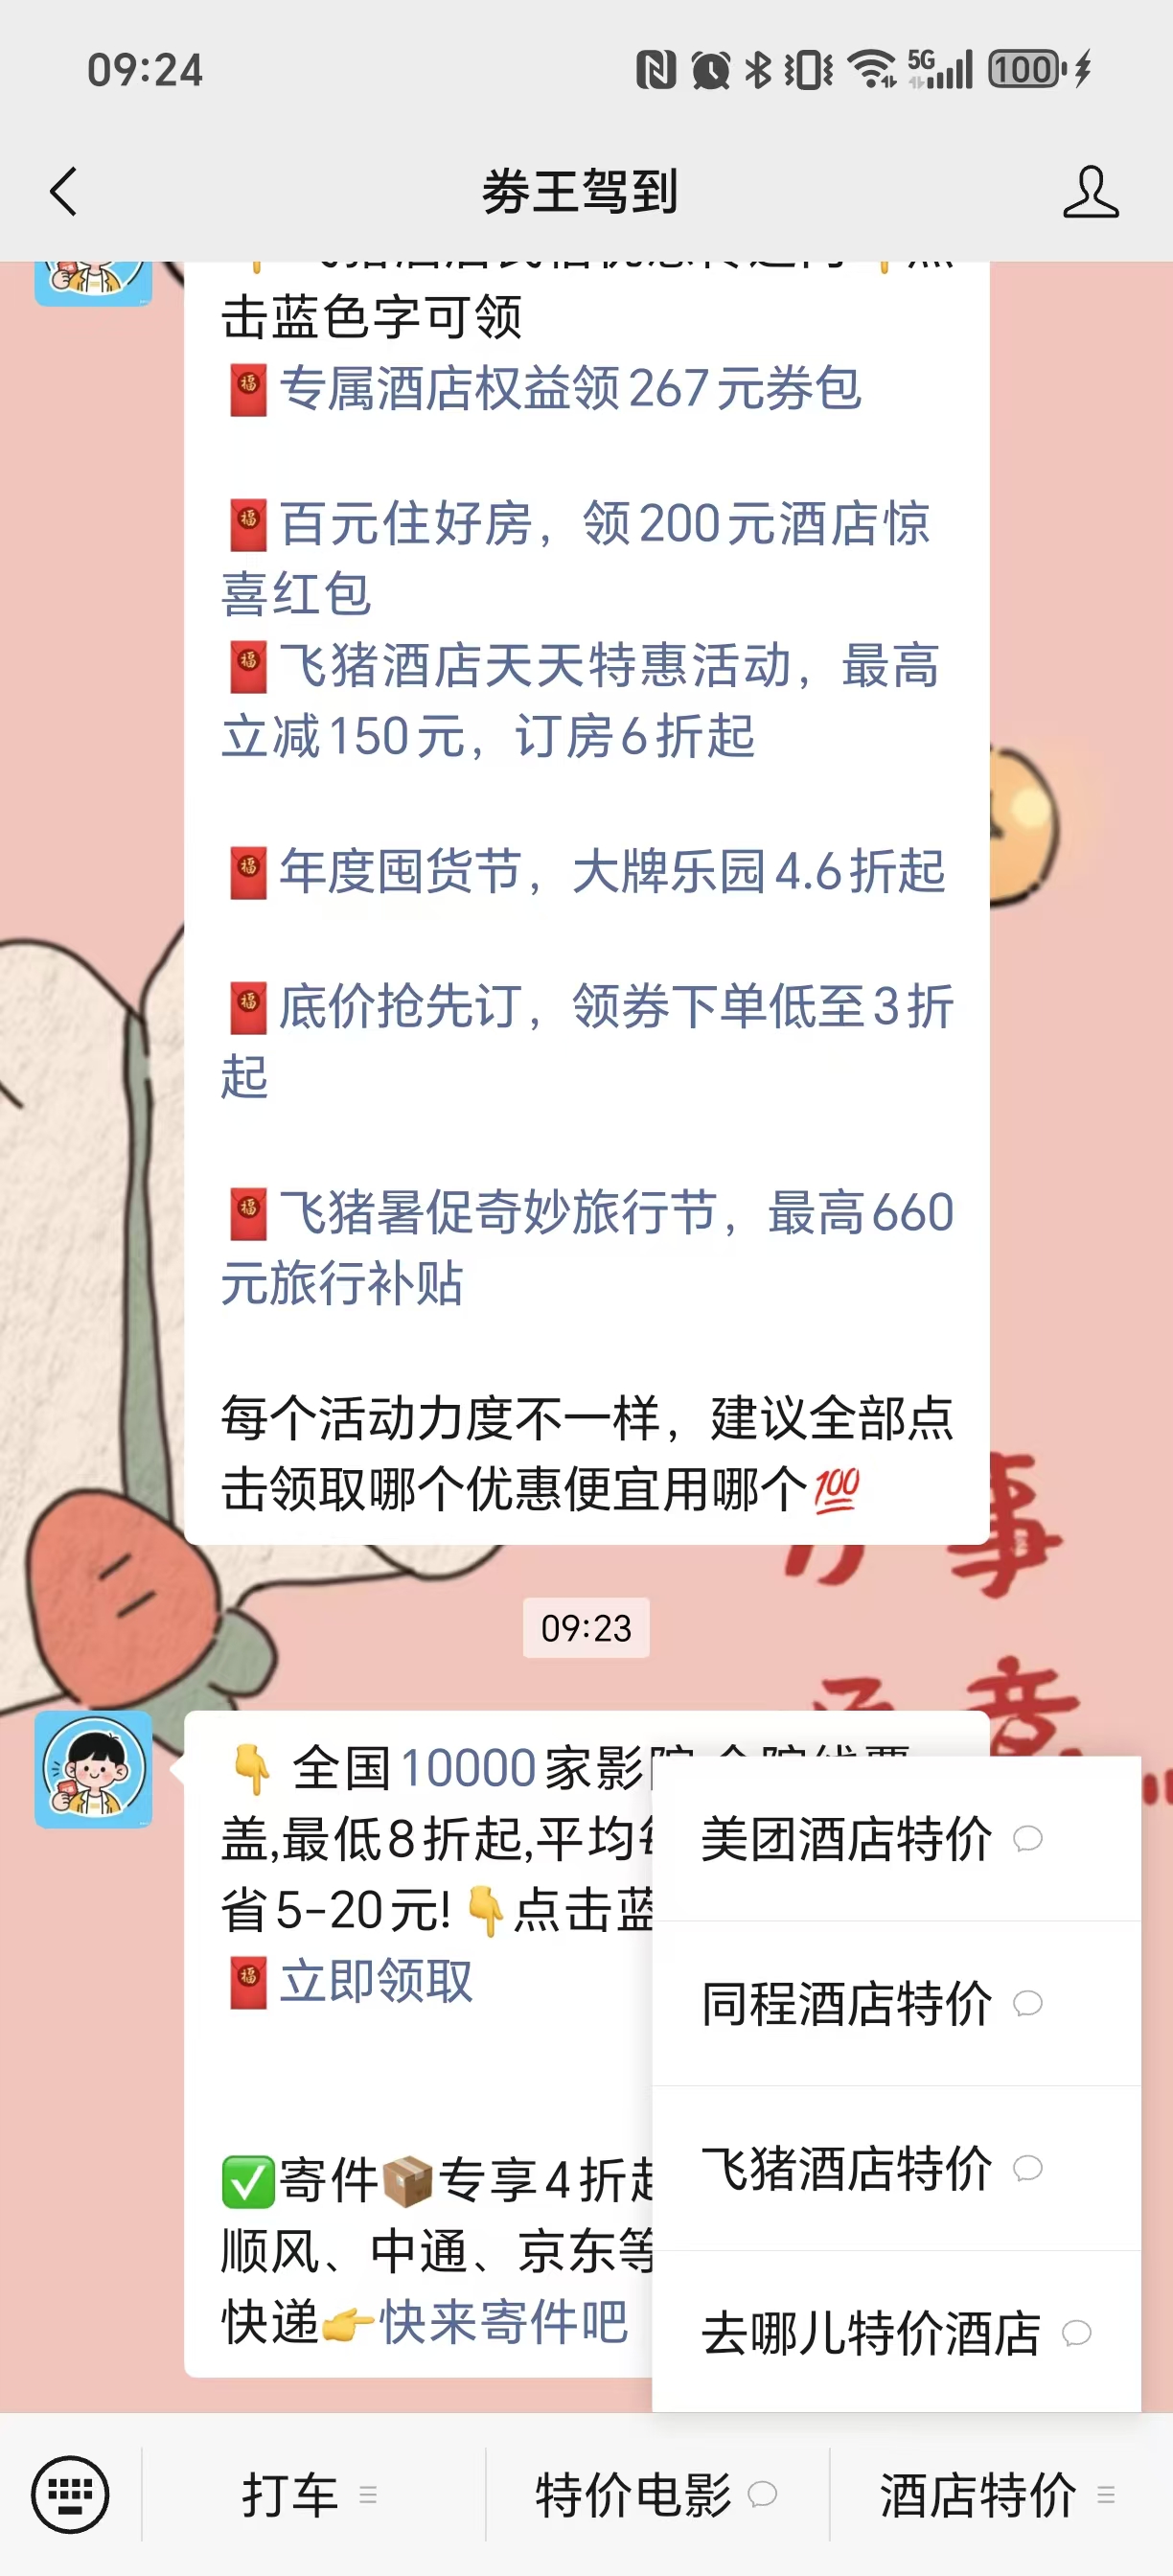 09:24
5G
100
券王驾到
击蓝色字可领
专属酒店权益领267元券包
百元住好房，领200元酒店惊
喜红包
飞猪酒店天天特惠活动，最高
立减150元，订房6折起
年度囤货节，大牌乐园4.6折起
底价抢先订，领券下单低至3折
起
飞猪暑促奇妙旅行节，最高660
元旅行补贴
每个活动力度不一样，建议全部点
击领取哪个优惠便宜用哪个💯
事
意
09:23
👇 全国10000家影院
盖,最低8折起,平均每
省5-20元!👇点击蓝
立即领取
✅寄件📦专享4折起
顺风、中通、京东等
快递👉快来寄件吧
美团酒店特价
同程酒店特价
飞猪酒店特价
去哪儿特价酒店
打车
特价电影
酒店特价